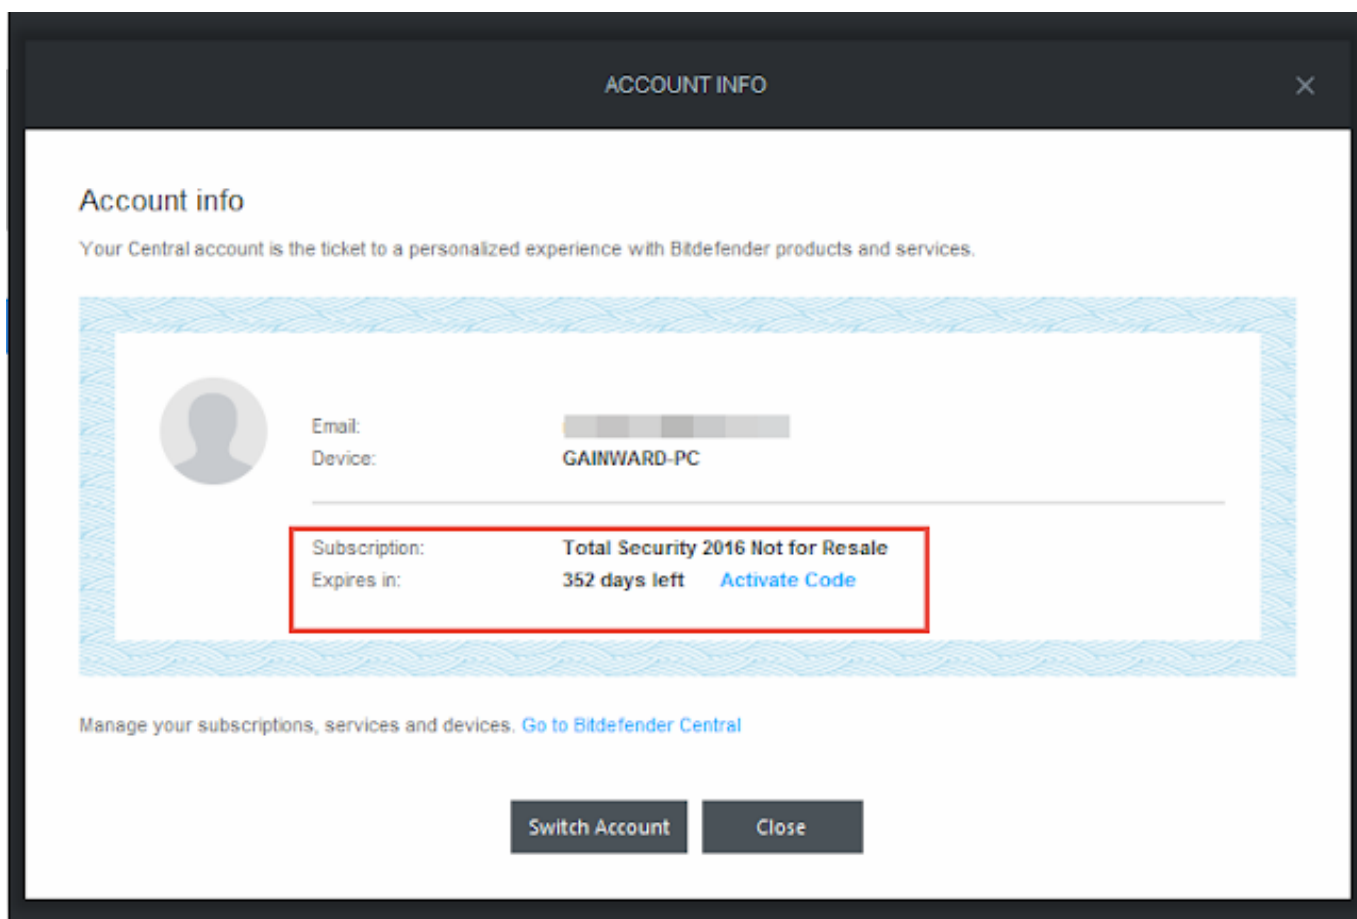 ACCOUNT INFO
Account info
Your Central account is the ticket to a personalized experience with Bitdefender products and services.
Email:
Device: GAINWARD-PC
Subscription: Total Security 2016 Not for Resale
Expires in: 352 days left Activate Code
Manage your subscriptions, services and devices. Go to Bitdefender Central
Switch Account Close